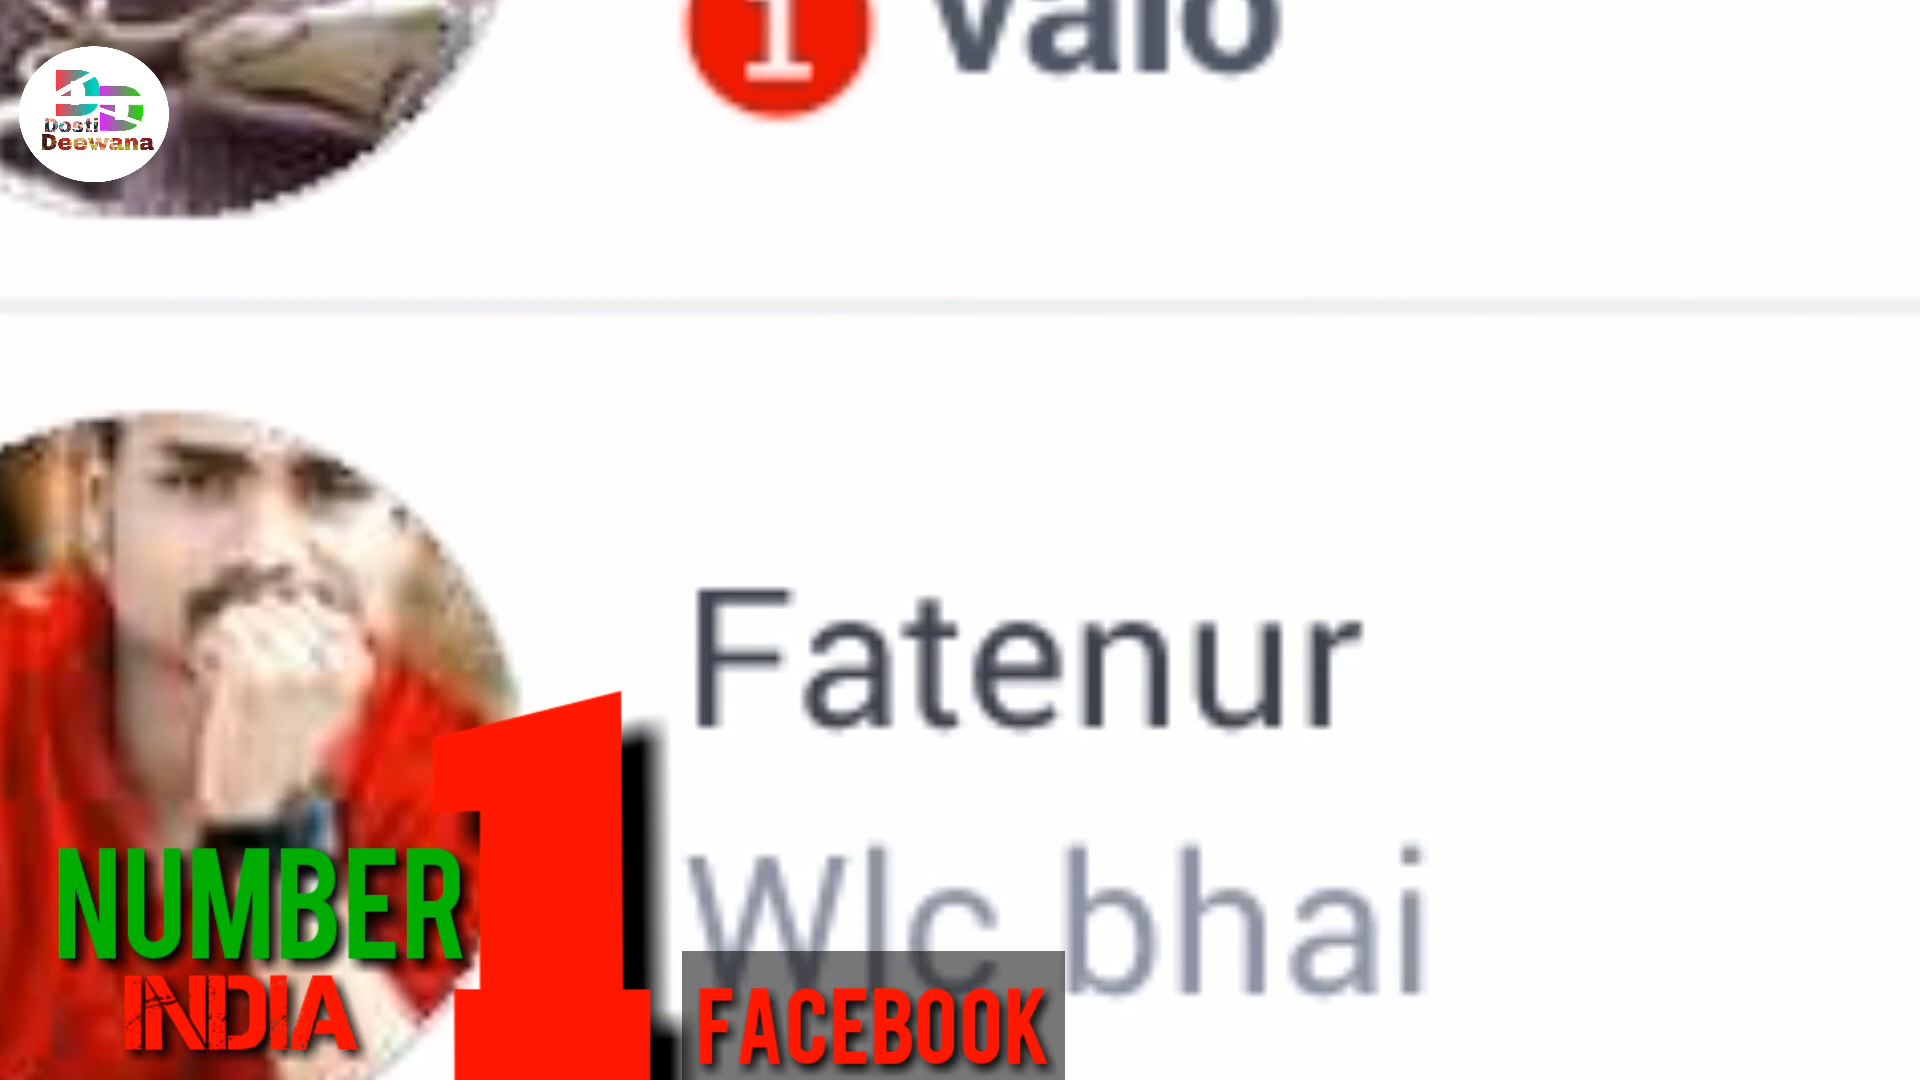 1 Valo
Dosti
Deewana
Fatenur
Wlc bhai
NUMBER 1
INDIA
FACEBOOK